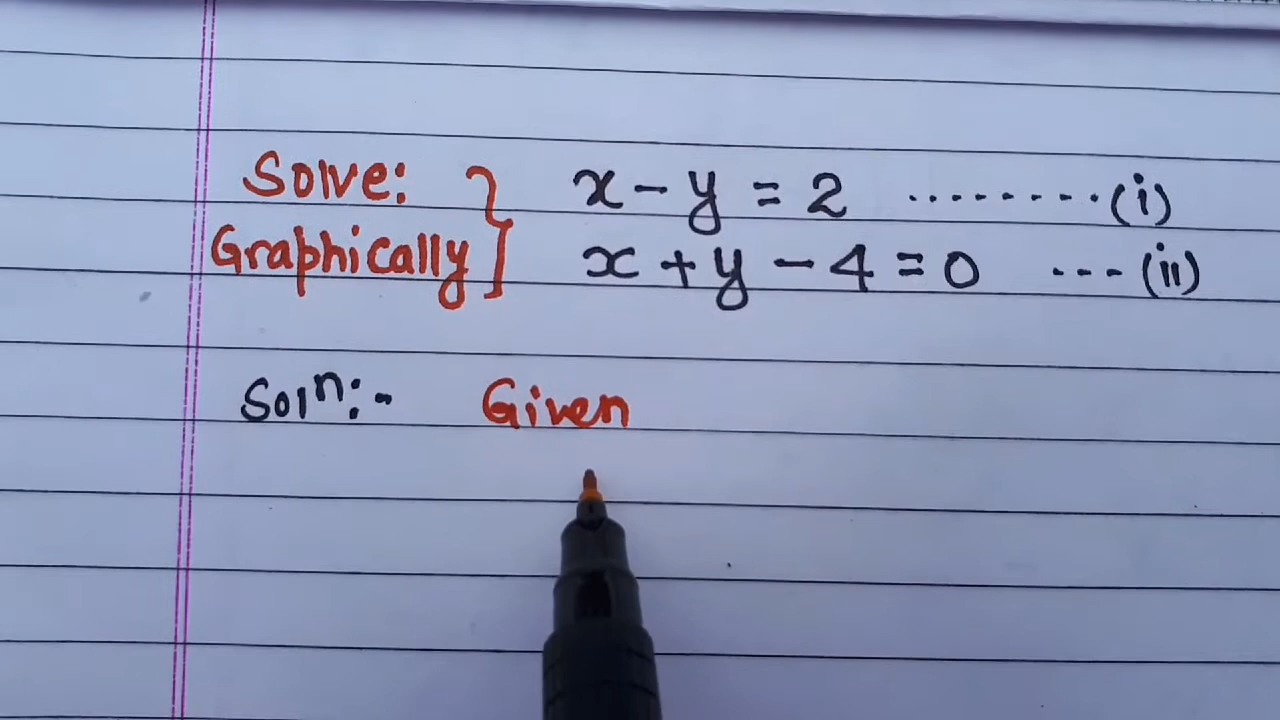 Solve: } x - y = 2 .........(i)
Graphically x + y - 4 = 0 ---(ii)
Solⁿ:- Given